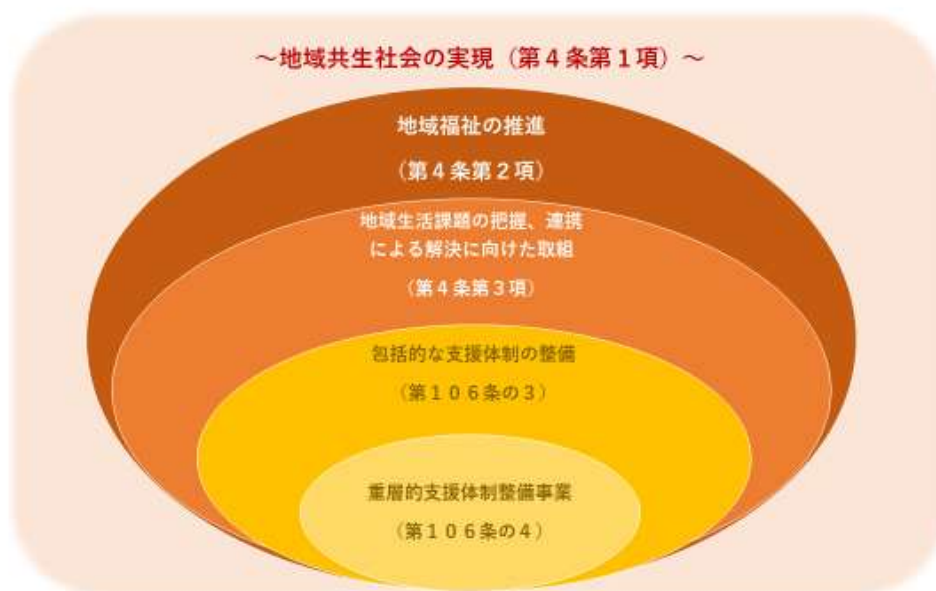 ～地域共生社会の実現（第４条第１項）～
地域福祉の推進
（第４条第２項）
地域生活課題の把握、連携
による解決に向けた取組
（第４条第３項）
包括的な支援体制の整備
（第１０６条の３）
重層的支援体制整備事業
（第１０６条の４）